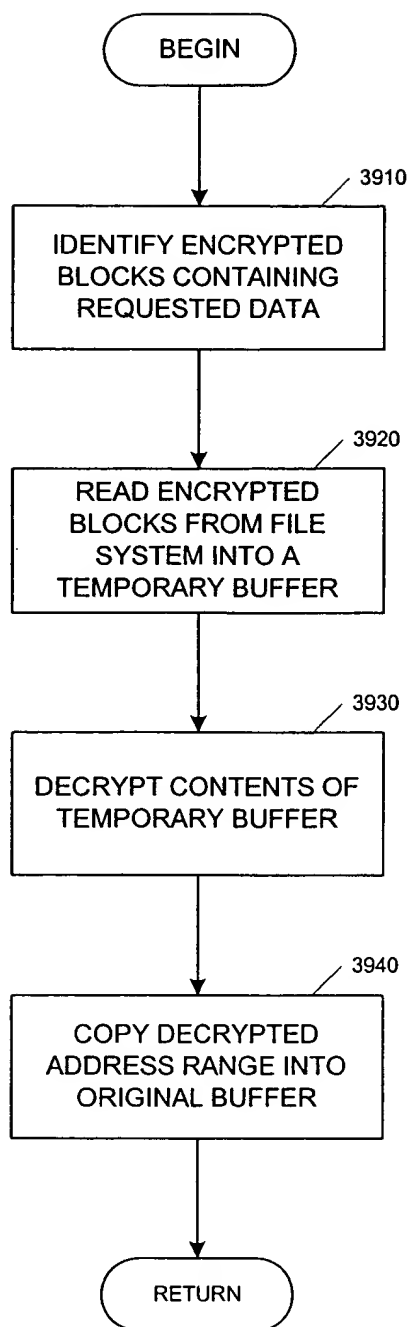 BEGIN
3910
IDENTIFY ENCRYPTED
BLOCKS CONTAINING
REQUESTED DATA
3920
READ ENCRYPTED
BLOCKS FROM FILE
SYSTEM INTO A
TEMPORARY BUFFER
3930
DECRYPT CONTENTS OF
TEMPORARY BUFFER
3940
COPY DECRYPTED
ADDRESS RANGE INTO
ORIGINAL BUFFER
RETURN